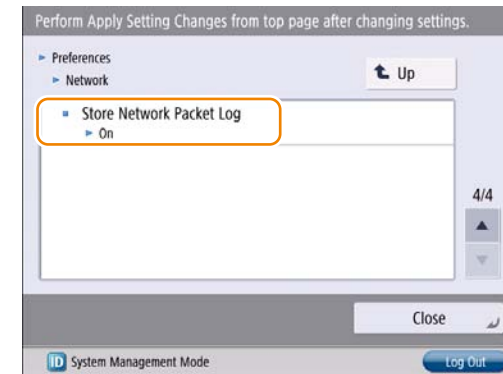 Perform Apply Setting Changes from top page after changing settings.
Preferences
Network
Up
Store Network Packet Log
On
4/4
Close
ID System Management Mode
Log Out